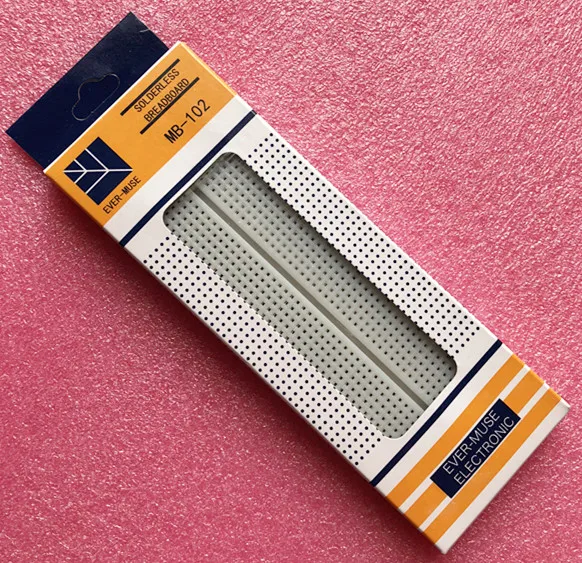 SOLDERLESS
BREADBOARD
MB-102
EVER-MUSE
EVER-MUSE
ELECTRONIC